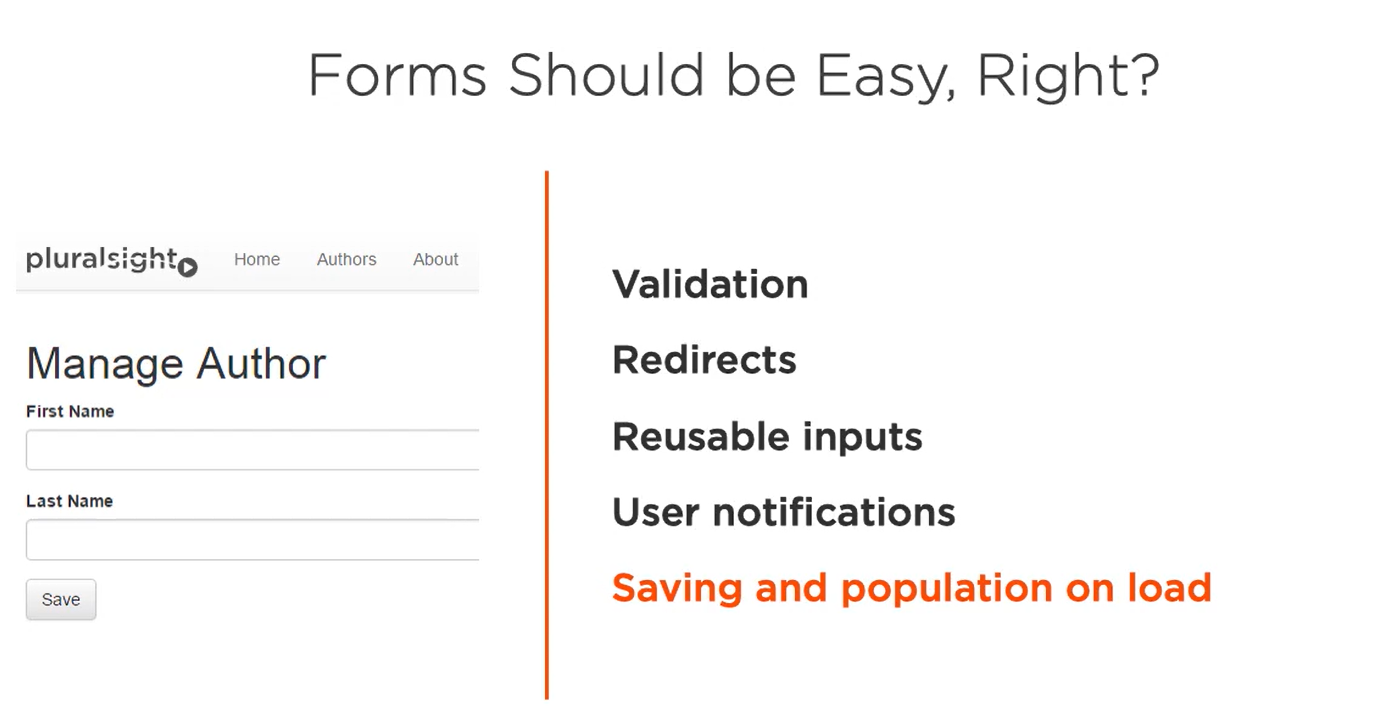 Forms Should be Easy, Right?
pluralsight
Home Authors About
Manage Author
First Name
Last Name
Save
Validation
Redirects
Reusable inputs
User notifications
Saving and population on load